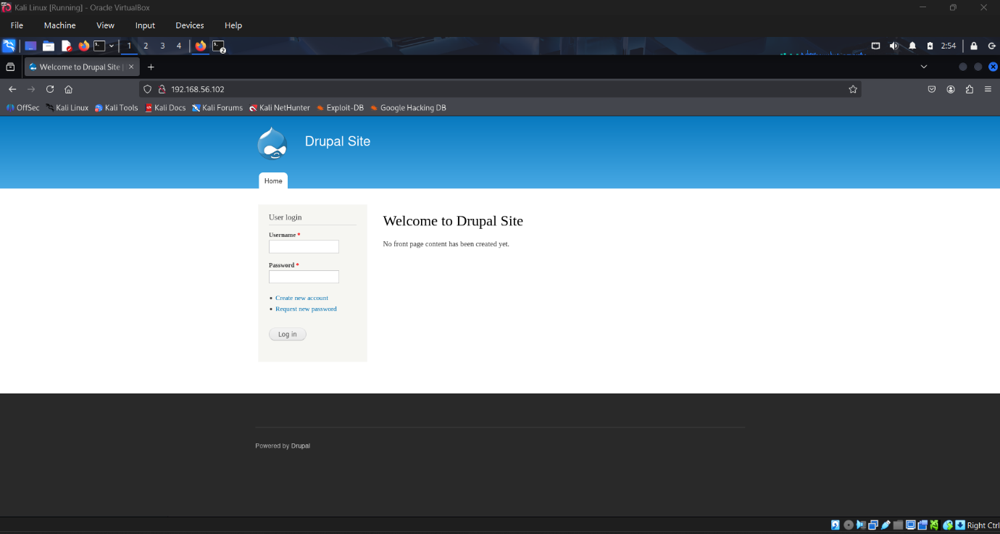 Kali Linux [Running] - Oracle VirtualBox
File Machine View Input Devices Help
1 2 3 4 2 2:54
Welcome to Drupal Site |
192.168.56.102
OffSec Kali Linux Kali Tools Kali Docs Kali Forums Kali NetHunter Exploit-DB Google Hacking DB
Drupal Site
Home
User login
Username *
Password *
Create new account
Request new password
Log in
Welcome to Drupal Site
No front page content has been created yet.
Powered by Drupal
Right Ctrl